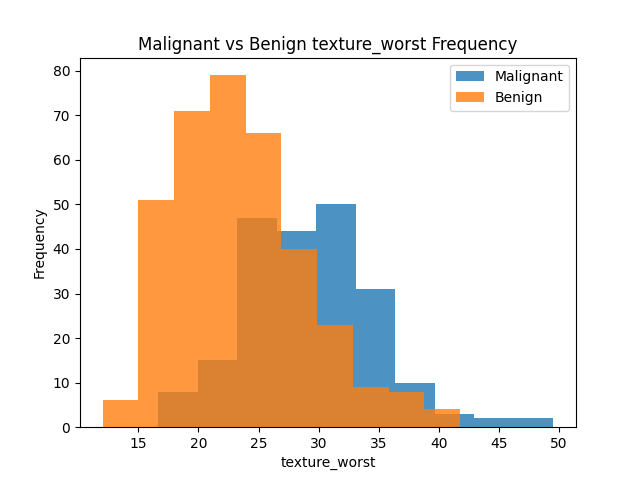 Malignant vs Benign texture_worst Frequency
Malignant
Benign
80
70
60
50
40
30
20
10
0
Frequency
15 20 25 30 35 40 45 50
texture_worst